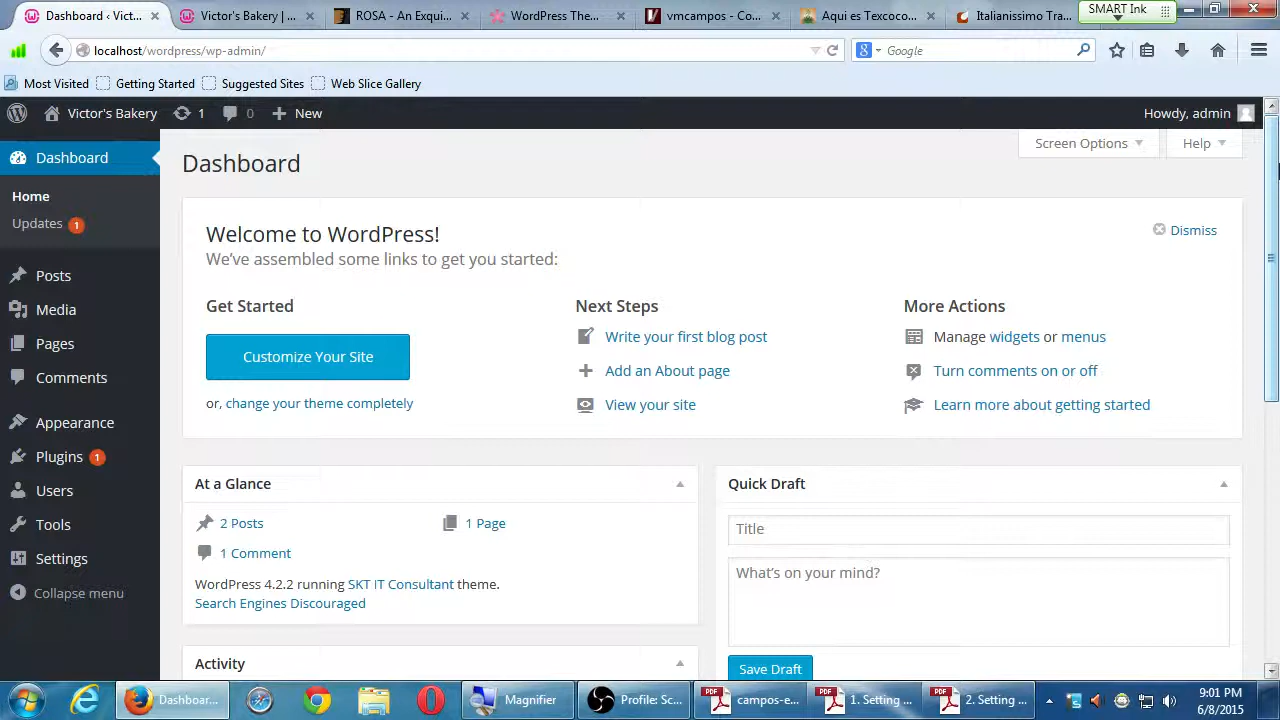 Dashboard ‹ Vict...
Victor's Bakery | ...
ROSA - An Exqui...
WordPress The...
vmcampos - Co...
Aqui es Texcoco...
Italianissimo Tra...
SMART Ink
localhost/wordpress/wp-admin/
Google
Most Visited
Getting Started
Suggested Sites
Web Slice Gallery
Victor's Bakery
1
0
New
Howdy, admin
Dashboard
Home
Updates 1
Posts
Media
Pages
Comments
Appearance
Plugins 1
Users
Tools
Settings
Collapse menu
Dashboard
Screen Options
Help
Welcome to WordPress!
We've assembled some links to get you started:
Dismiss
Get Started
Customize Your Site
or, change your theme completely
Next Steps
Write your first blog post
Add an About page
View your site
More Actions
Manage widgets or menus
Turn comments on or off
Learn more about getting started
At a Glance
2 Posts
1 Page
1 Comment
WordPress 4.2.2 running SKT IT Consultant theme.
Search Engines Discouraged
Activity
Quick Draft
Title
What's on your mind?
Save Draft
Dashboar...
Magnifier
Profile: Sc...
campos-e...
1. Setting ...
2. Setting ...
9:01 PM
6/8/2015